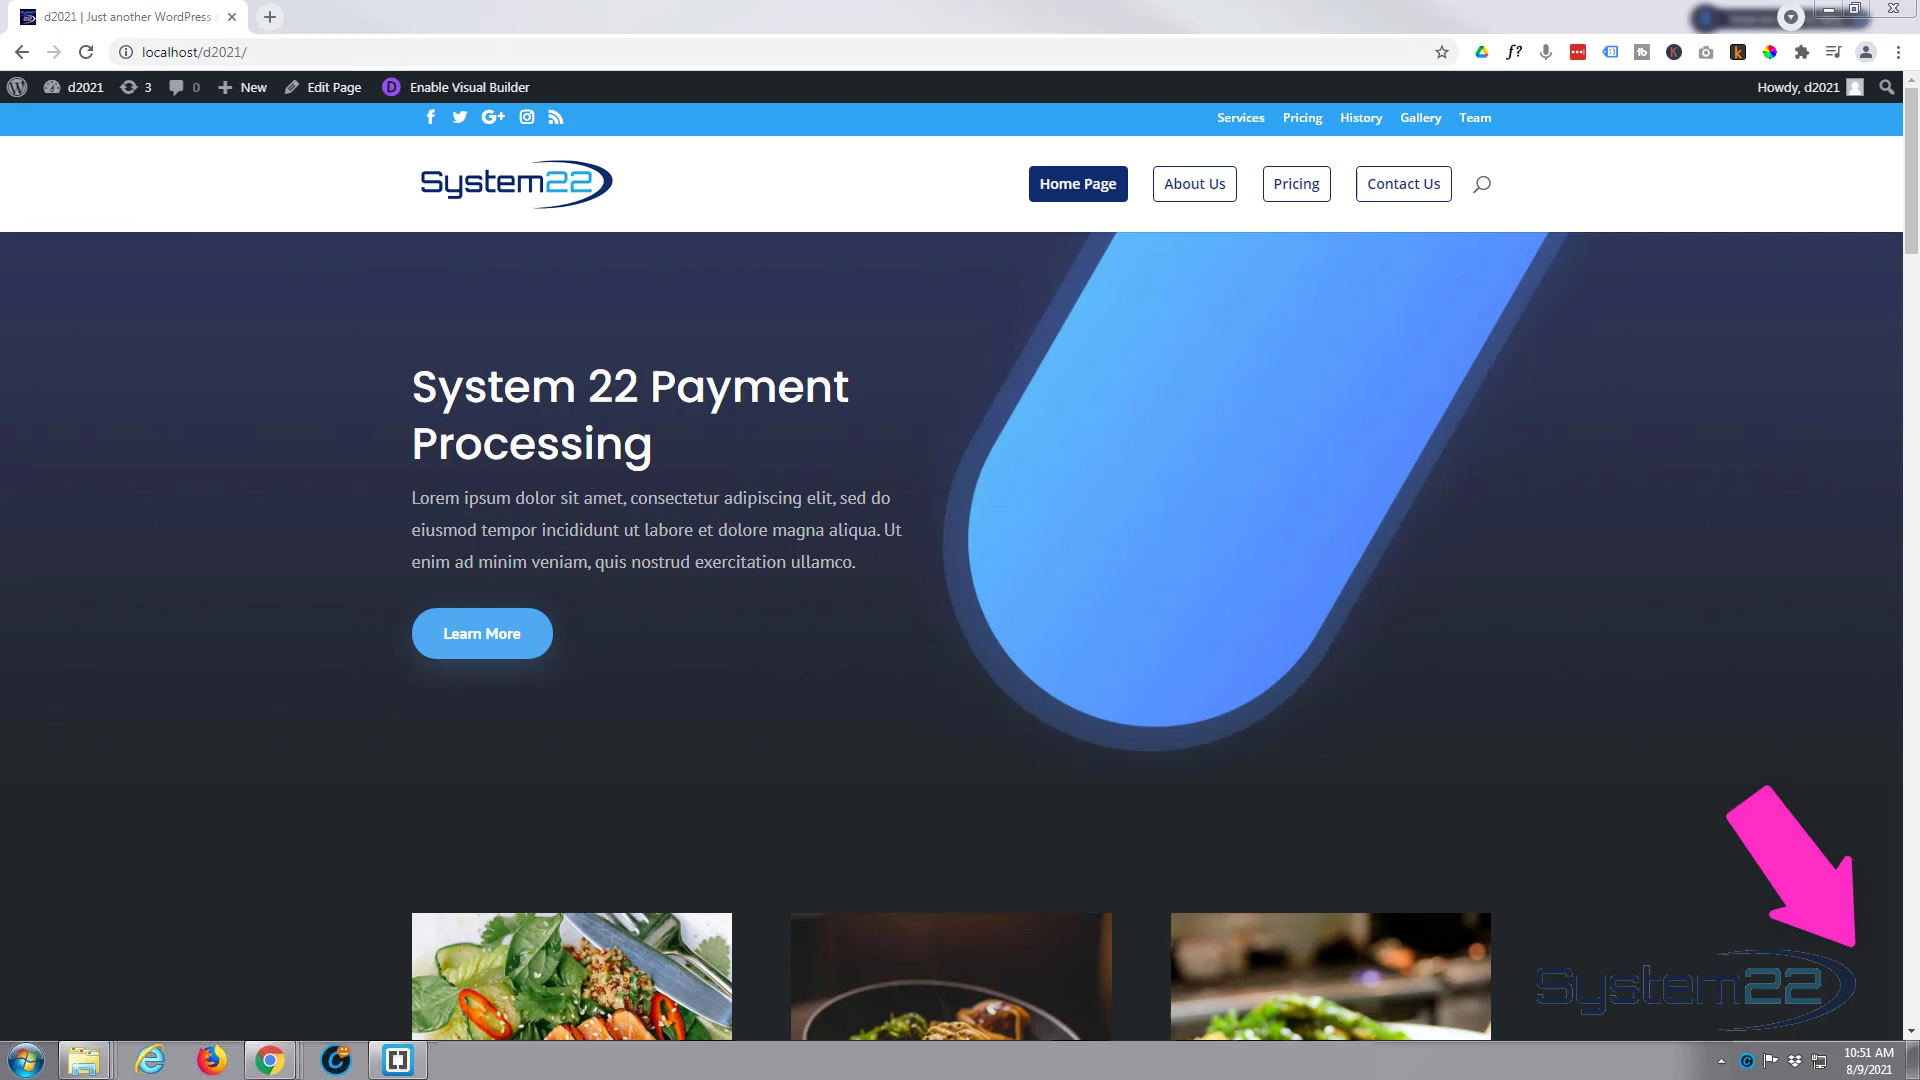 d2021 | Just another WordPress
localhost/d2021/
d2021
3
0
New
Edit Page
D
Enable Visual Builder
Howdy, d2021
G+
Services
Pricing
History
Gallery
Team
System22
Home Page
About Us
Pricing
Contact Us
System 22 Payment
Processing
Lorem ipsum dolor sit amet, consectetur adipiscing elit, sed do
eiusmod tempor incididunt ut labore et dolore magna aliqua. Ut
enim ad minim veniam, quis nostrud exercitation ullamco.
Learn More
System22
10:51 AM
8/9/2021